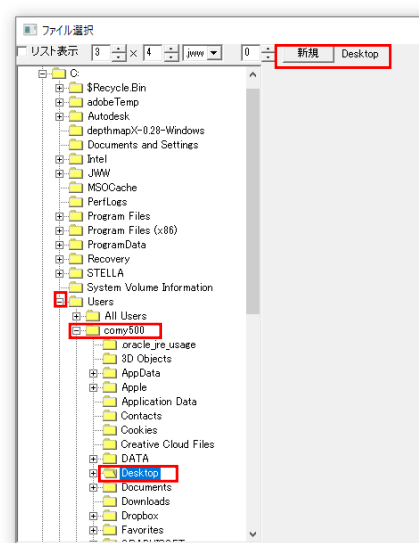 ファイル選択
リスト表示 3 × 4 jww 0 新規 Desktop
C:
$Recycle.Bin
adobeTemp
Autodesk
depthmapX-0.28-Windows
Documents and Settings
Intel
JWW
MSOCache
PerfLogs
Program Files
Program Files (x86)
ProgramData
Recovery
STELLA
System Volume Information
Users
All Users
comy500
.oracle_jre_usage
3D Objects
AppData
Apple
Application Data
Contacts
Cookies
Creative Cloud Files
DATA
Desktop
Documents
Downloads
Dropbox
Favorites